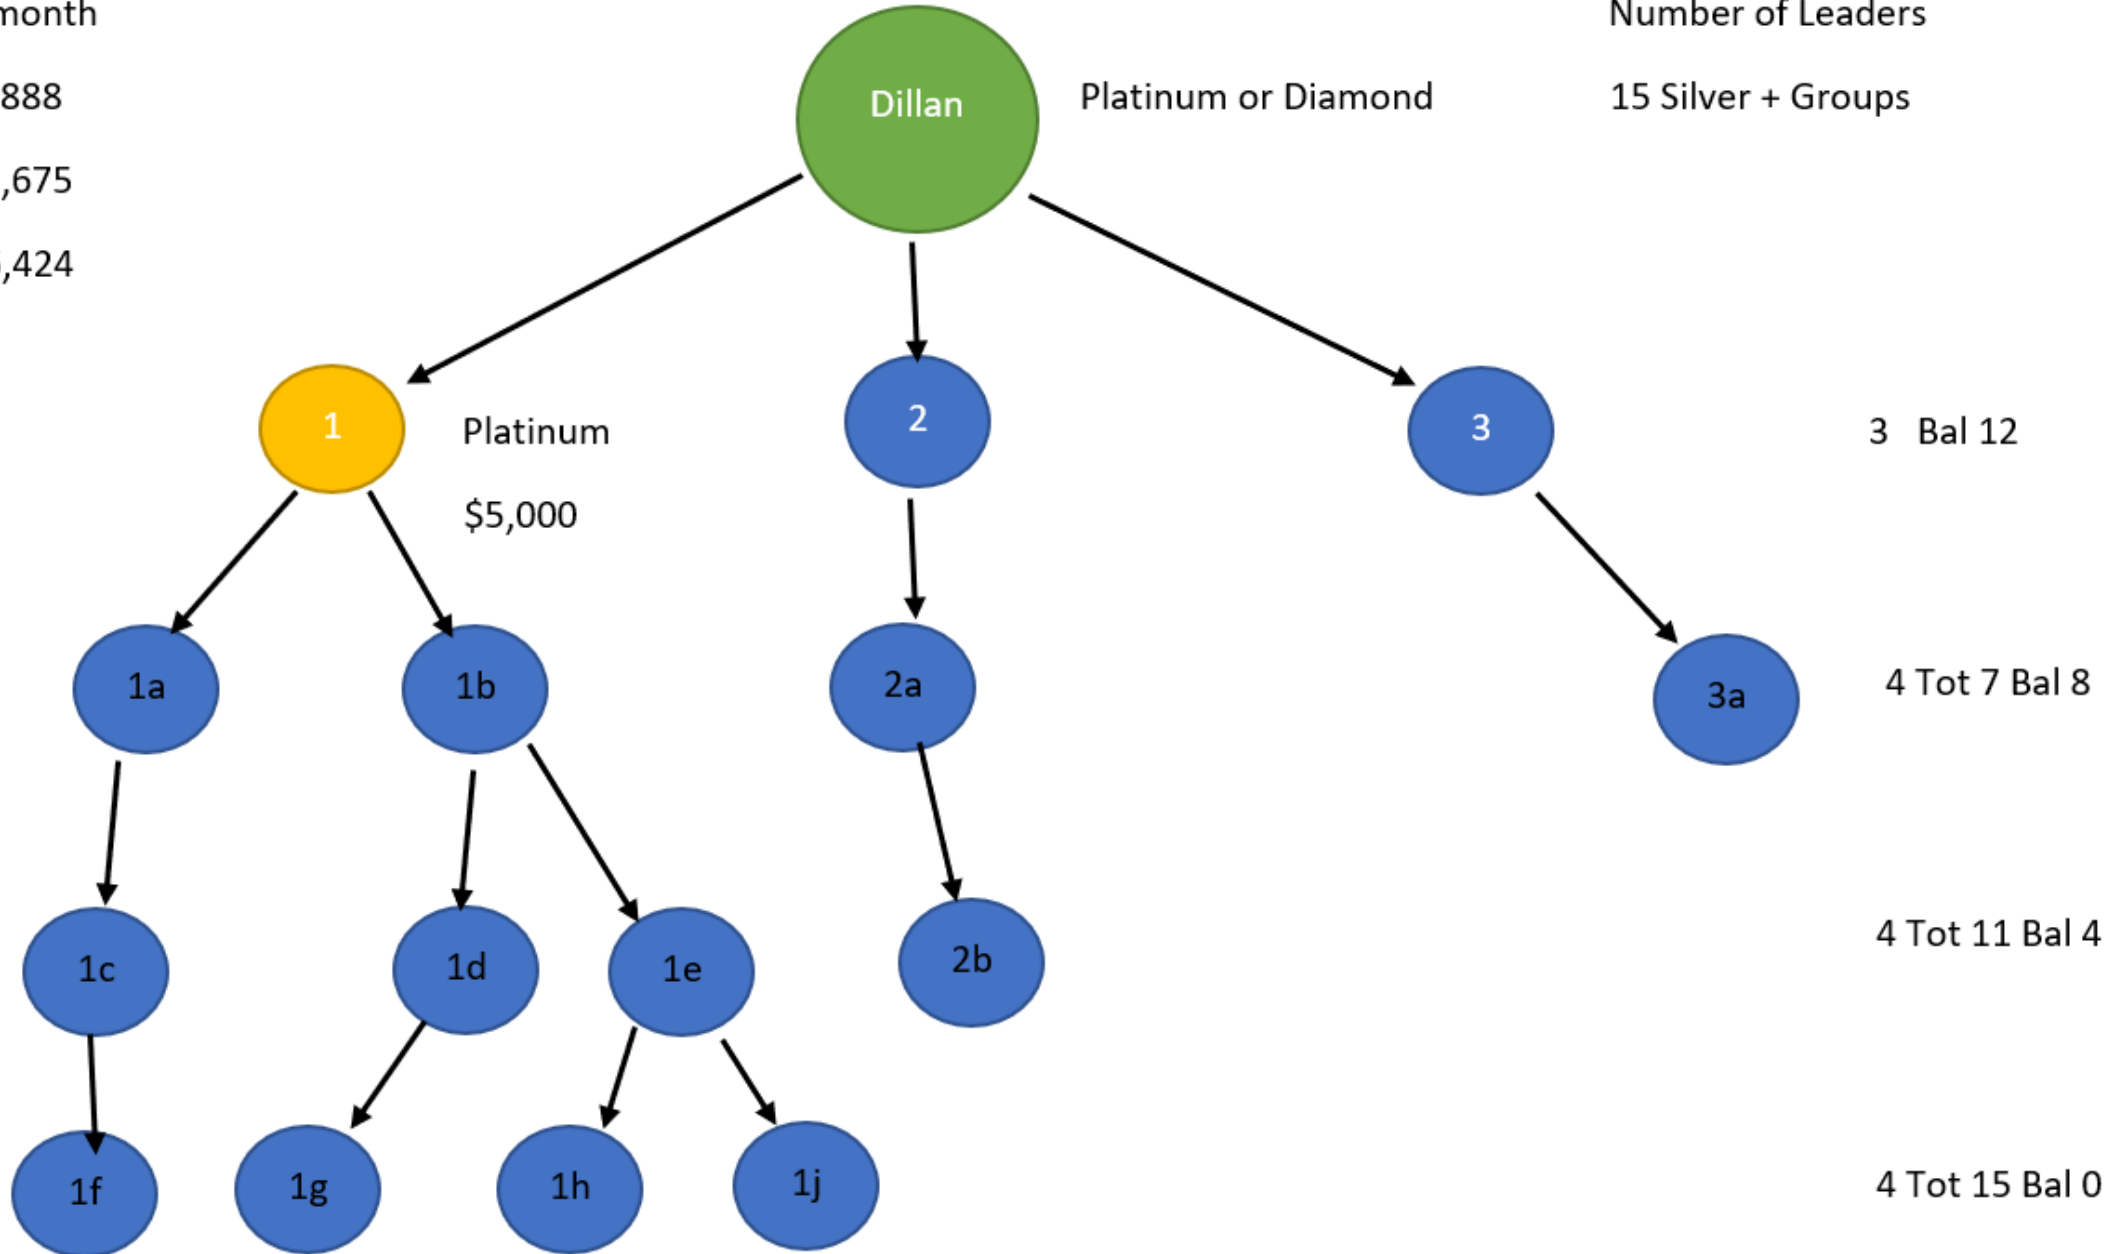 month
Number of Leaders
888
Dillan
Platinum or Diamond
15 Silver + Groups
,675
,424
1
Platinum
2
3
3 Bal 12
$5,000
1a
1b
2a
3a
4 Tot 7 Bal 8
1c
1d
1e
2b
4 Tot 11 Bal 4
1f
1g
1h
1j
4 Tot 15 Bal 0